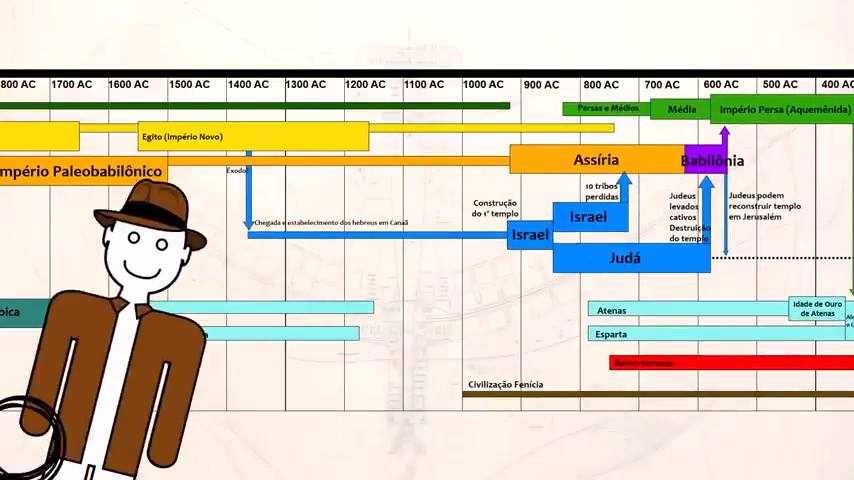 800 AC 1700 AC 1600 AC 1500 AC 1400 AC 1300 AC 1200 AC 1100 AC 1000 AC 900 AC 800 AC 700 AC 600 AC 500 AC 400 AC
Persas e Médios
Média
Império Persa (Aquemênida)
Egito (Império Novo)
mpério Paleobabilônico
Assíria
Babilônia
Exodo
10 tribos
perdidas
Construção
do 1º templo
Judeus
levados
cativos
Destruição
do templo
Judeus podem
reconstruir templo
em Jerusalém
Chegada e estabelecimento dos hebreus em Canaã
Israel
Israel
Judá
oica
Atenas
Idade de Ouro
de Atenas
Esparta
Civilização Fenícia